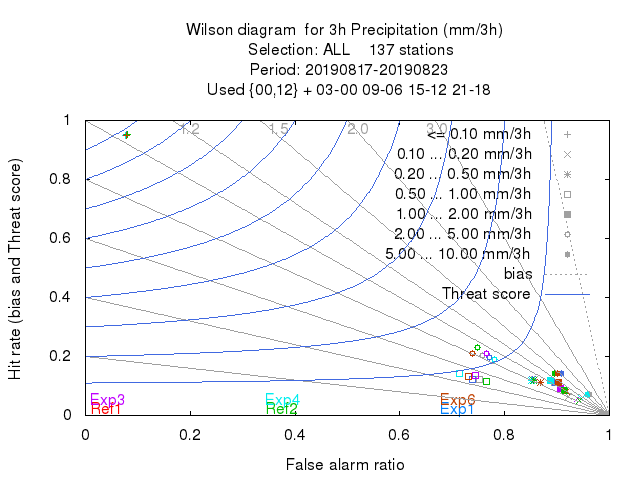 Wilson diagram for 3h Precipitation (mm/3h)
Selection: ALL 137 stations
Period: 20190817-20190823
Used {00,12} + 03-00 09-06 15-12 21-18
1 1.2 1.5 2.0 3.0
<= 0.10 mm/3h
0.10 ... 0.20 mm/3h
0.8 0.20 ... 0.50 mm/3h
0.50 ... 1.00 mm/3h
1.00 ... 2.00 mm/3h
0.6 2.00 ... 5.00 mm/3h
5.00 ... 10.00 mm/3h
bias
0.4 Threat score
0.2
Exp3 Exp4 Exp6
Ref1 Ref2 Exp1
0
0 0.2 0.4 0.6 0.8 1
False alarm ratio
Hit rate (bias and Threat score)